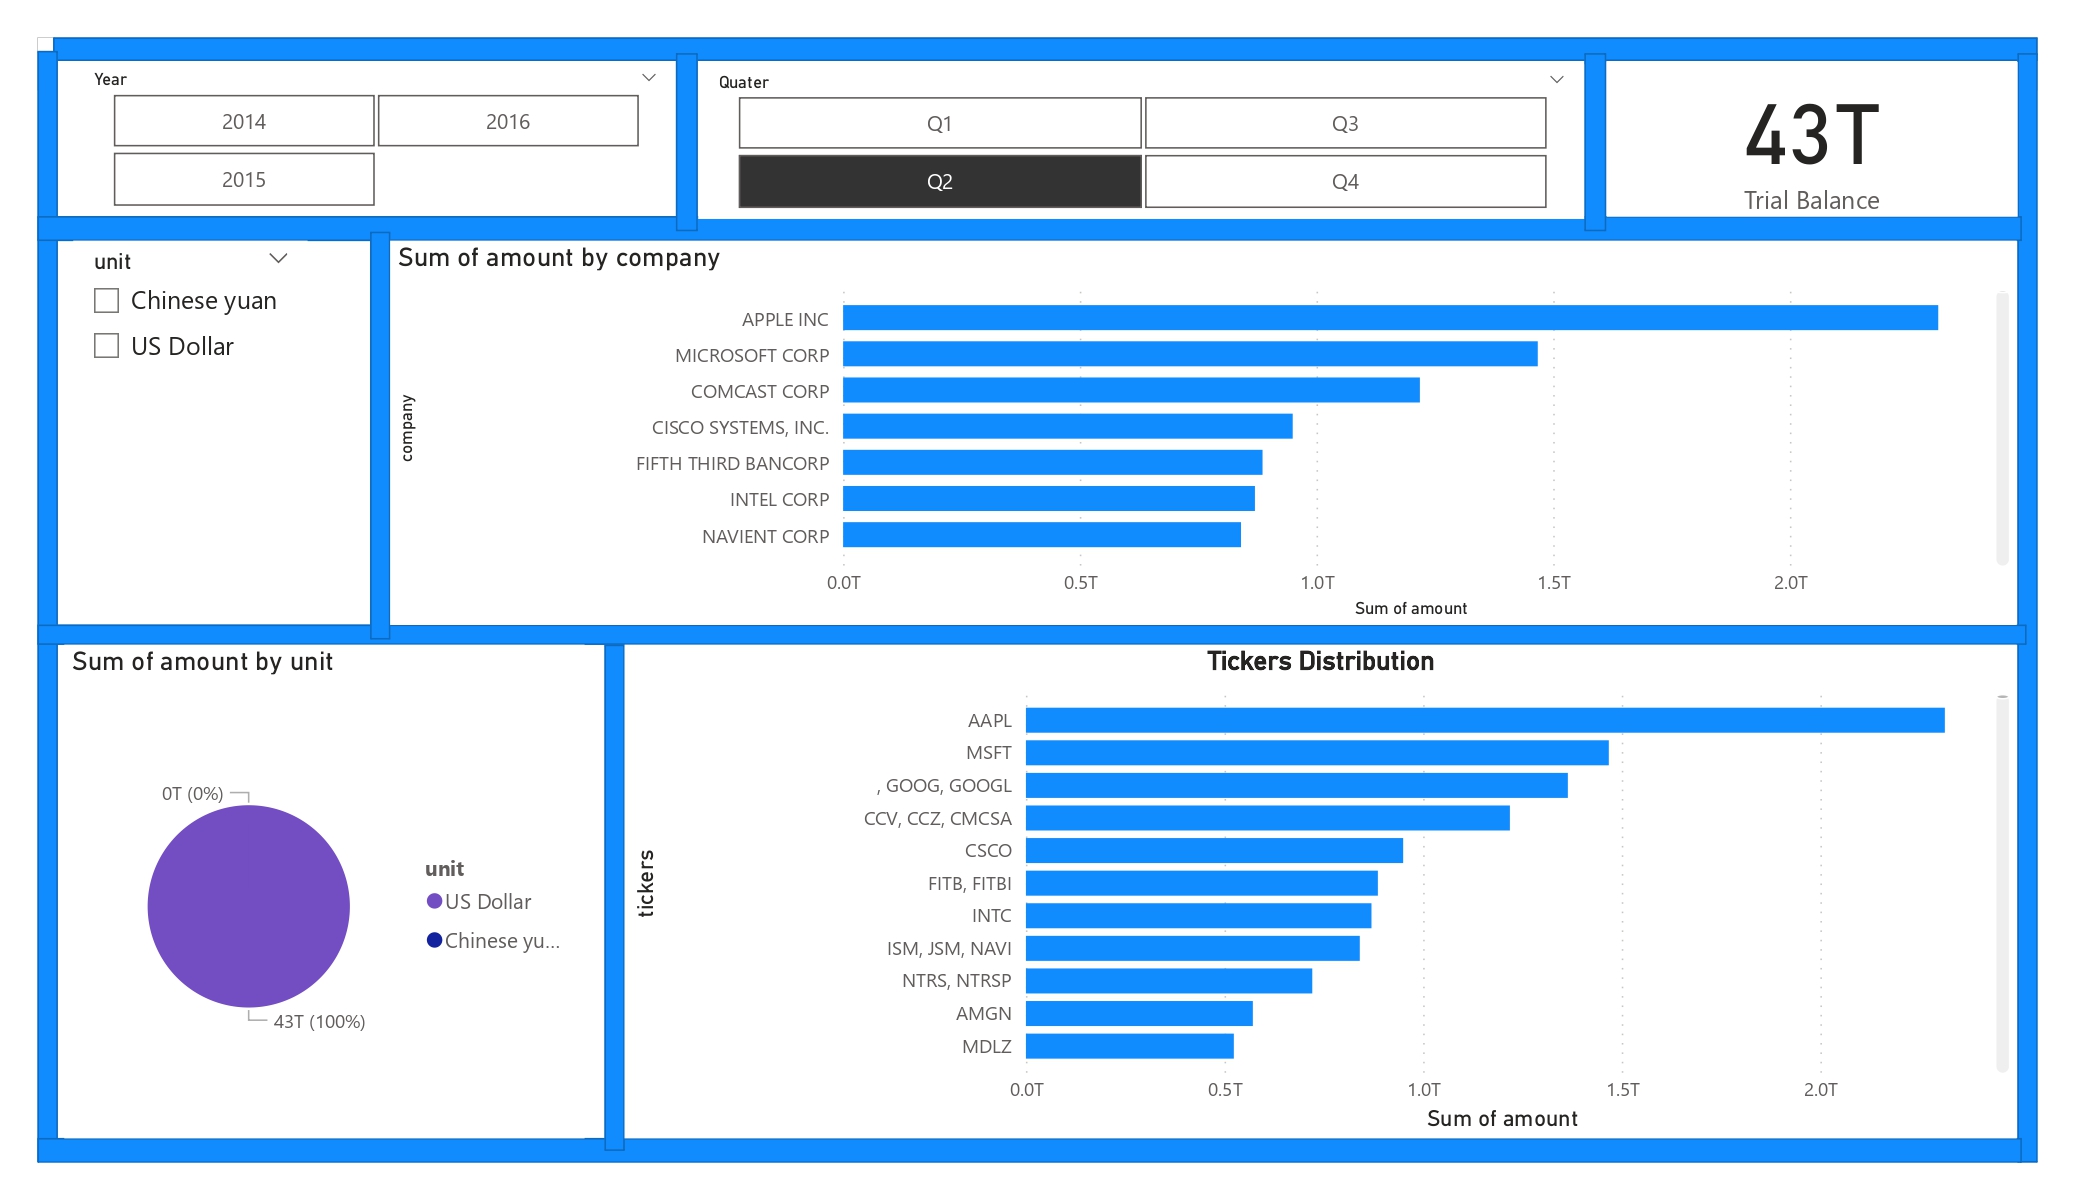 Year
2014
2016
2015
Quater
Q1
Q3
Q2
Q4
43T
Trial Balance
unit
Chinese yuan
US Dollar
Sum of amount by company
company
APPLE INC
MICROSOFT CORP
COMCAST CORP
CISCO SYSTEMS, INC.
FIFTH THIRD BANCORP
INTEL CORP
NAVIENT CORP
0.0T
0.5T
1.0T
1.5T
2.0T
Sum of amount
Sum of amount by unit
0T (0%)
43T (100%)
unit
US Dollar
Chinese yu...
Tickers Distribution
tickers
AAPL
MSFT
, GOOG, GOOGL
CCV, CCZ, CMCSA
CSCO
FITB, FITBI
INTC
ISM, JSM, NAVI
NTRS, NTRSP
AMGN
MDLZ
0.0T
0.5T
1.0T
1.5T
2.0T
Sum of amount